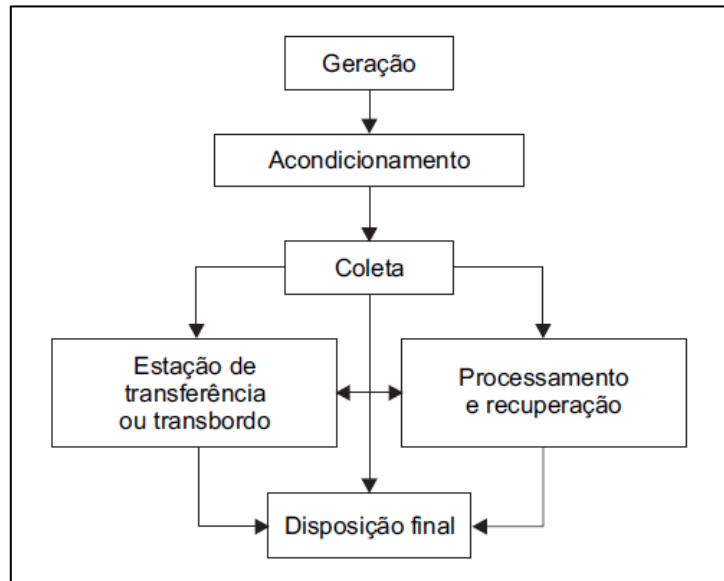 Geração
Acondicionamento
Coleta
Estação de
transferência
ou transbordo
Processamento
e recuperação
Disposição final